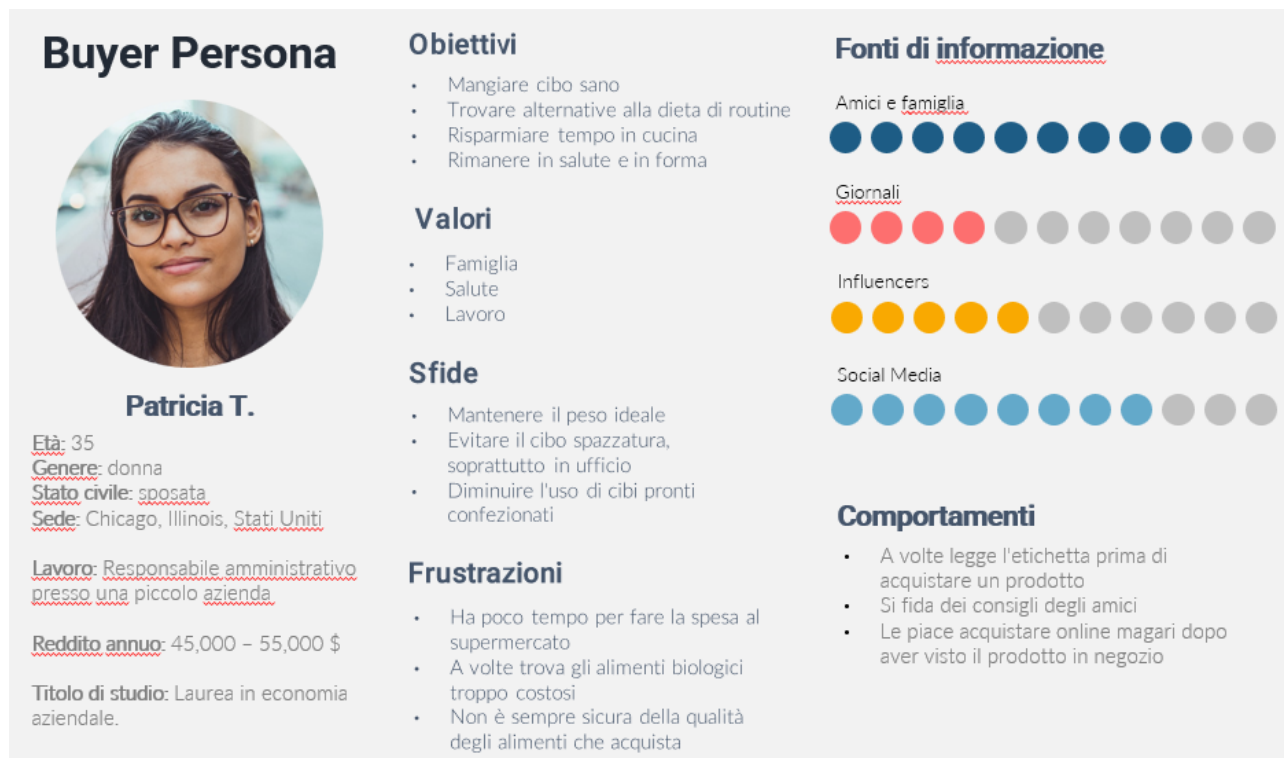 Buyer Persona
Patricia T.
Età: 35
Genere: donna
Stato civile: sposata
Sede: Chicago, Illinois, Stati Uniti
Lavoro: Responsabile amministrativo
presso una piccolo azienda
Reddito annuo: 45,000 – 55,000 $
Titolo di studio: Laurea in economia
aziendale.
Obiettivi
• Mangiare cibo sano
• Trovare alternative alla dieta di routine
• Risparmiare tempo in cucina
• Rimanere in salute e in forma
Valori
• Famiglia
• Salute
• Lavoro
Sfide
• Mantenere il peso ideale
• Evitare il cibo spazzatura,
soprattutto in ufficio
• Diminuire l'uso di cibi pronti
confezionati
Frustrazioni
• Ha poco tempo per fare la spesa al
supermercato
• A volte trova gli alimenti biologici
troppo costosi
• Non è sempre sicura della qualità
degli alimenti che acquista
Fonti di informazione
Amici e famiglia
Giornali
Influencers
Social Media
Comportamenti
• A volte legge l'etichetta prima di
acquistare un prodotto
• Si fida dei consigli degli amici
• Le piace acquistare online magari dopo
aver visto il prodotto in negozio